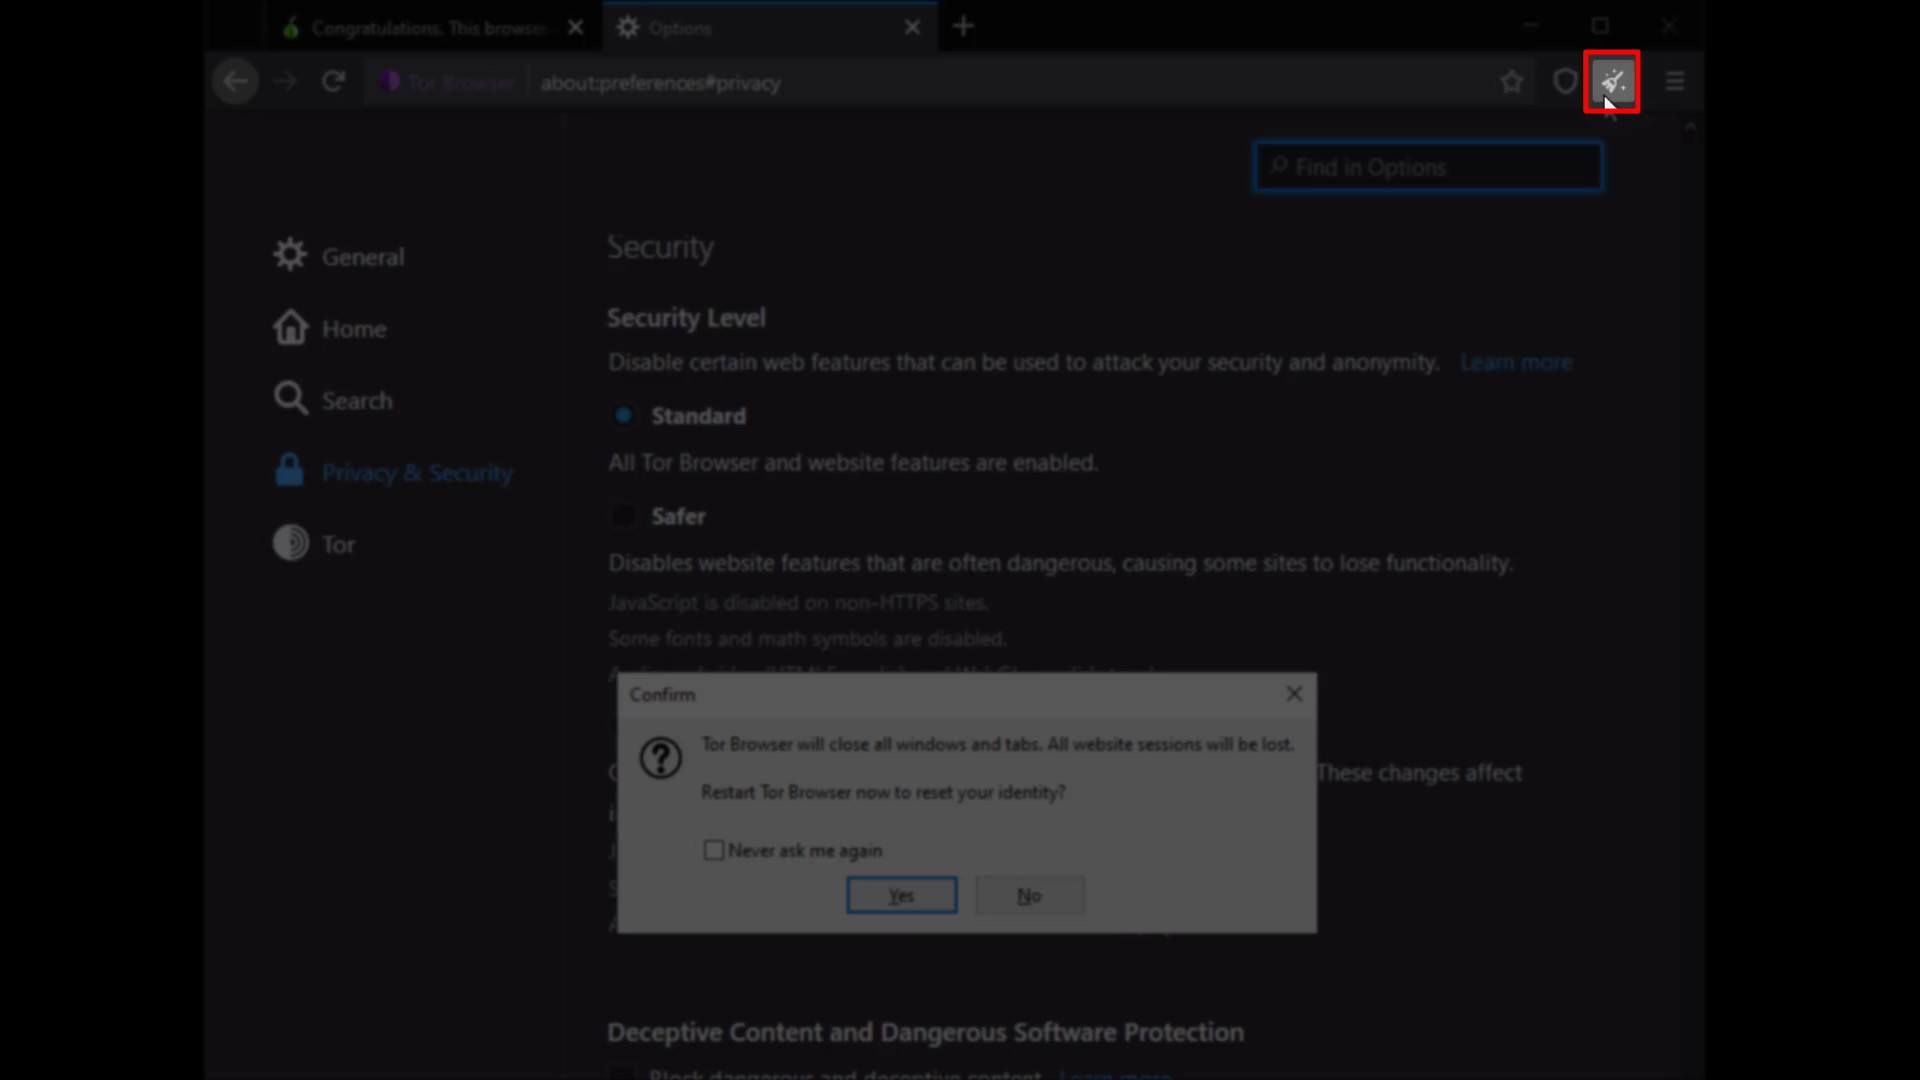 Congratulations. This browser
Options
Tor Browser
about:preferences#privacy
Find in Options
General
Home
Search
Privacy & Security
Tor
Security
Security Level
Disable certain web features that can be used to attack your security and anonymity. Learn more
Standard
All Tor Browser and website features are enabled.
Safer
Disables website features that are often dangerous, causing some sites to lose functionality.
JavaScript is disabled on non-HTTPS sites.
Some fonts and math symbols are disabled.
Confirm
Tor Browser will close all windows and tabs. All website sessions will be lost.
Restart Tor Browser now to reset your identity?
Never ask me again
Yes
No
These changes affect
Deceptive Content and Dangerous Software Protection
Block dangerous and deceptive content Learn more